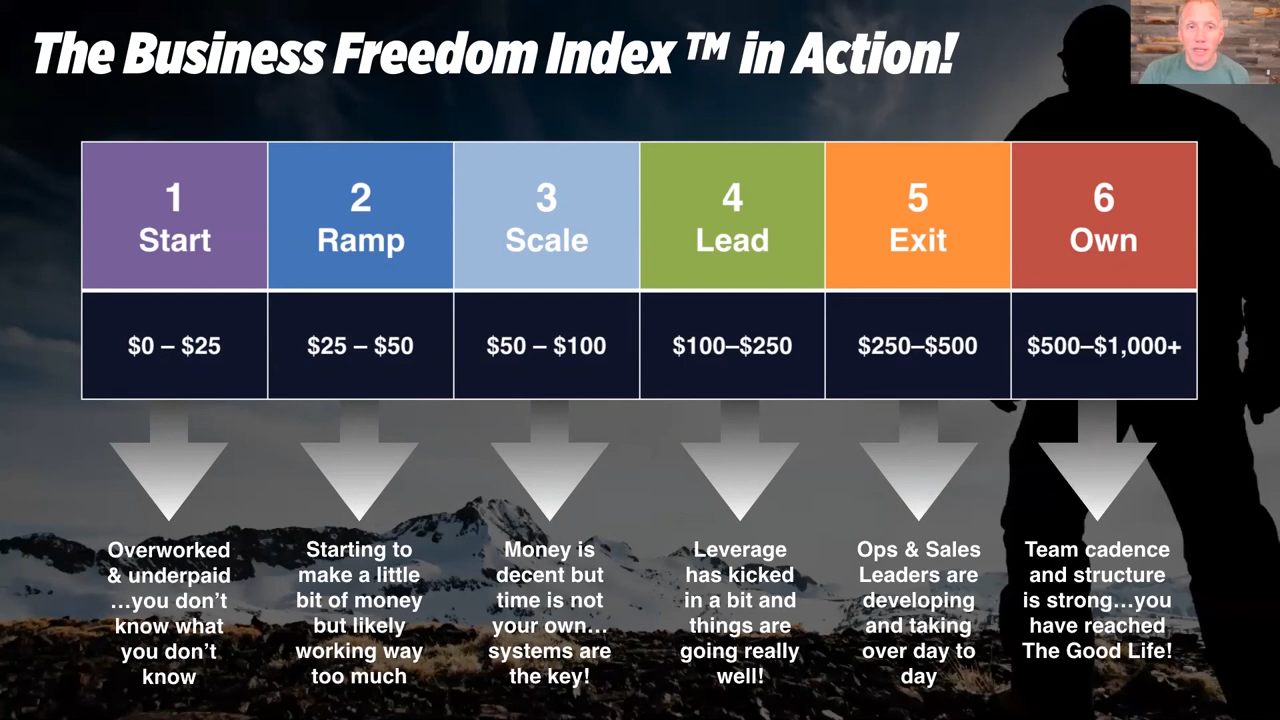 The Business Freedom Index ™ in Action!
1
Start
2
Ramp
3
Scale
4
Lead
5
Exit
6
Own
$0 – $25
$25 – $50
$50 – $100
$100–$250
$250–$500
$500–$1,000+
Overworked
& underpaid
…you don’t
know what
you don’t
know
Starting to
make a little
bit of money
but likely
working way
too much
Money is
decent but
time is not
your own…
systems are
the key!
Leverage
has kicked
in a bit and
things are
going really
well!
Ops & Sales
Leaders are
developing
and taking
over day to
day
Team cadence
and structure
is strong…you
have reached
The Good Life!